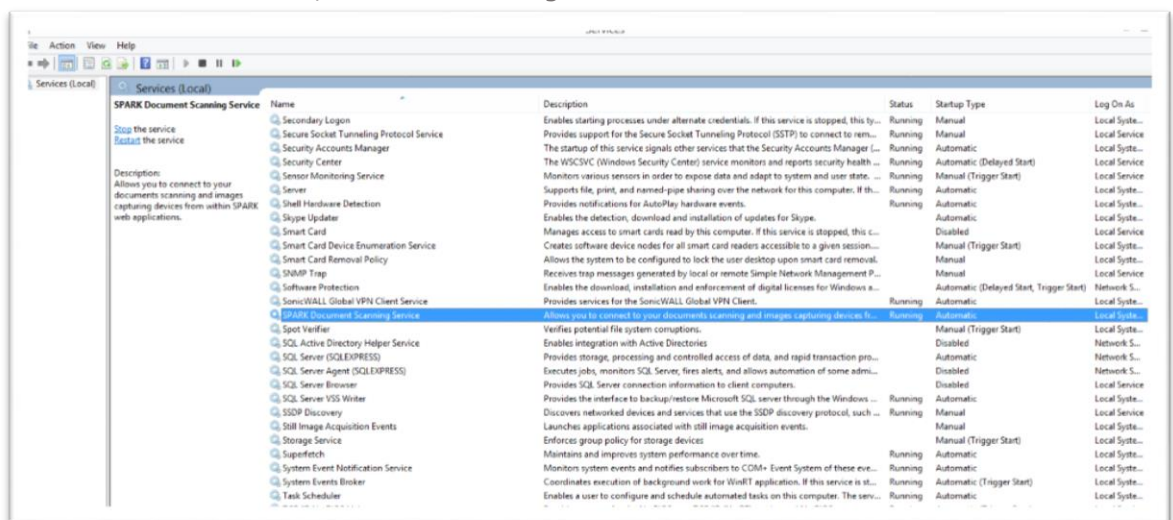 File Action View Help
Services (Local)
Services (Local)
SPARK Document Scanning Service
Stop the service
Restart the service
Description:
Allows you to connect to your
documents scanning and images
capturing devices from within SPARK
web applications.
Name Description Status Startup Type Log On As
Secondary Logon Enables starting processes under alternate credentials. If this service is stopped, this ty... Running Manual Local Syste...
Secure Socket Tunneling Protocol Service Provides support for the Secure Socket Tunneling Protocol (SSTP) to connect to rem... Running Manual Local Service
Security Accounts Manager The startup of this service signals other services that the Security Accounts Manager (... Running Automatic Local Syste...
Security Center The WSCSVC (Windows Security Center) service monitors and reports security health ... Running Automatic (Delayed Start) Local Service
Sensor Monitoring Service Monitors various sensors in order to expose data and adapt to system and user state. ... Running Manual (Trigger Start) Local Service
Server Supports file, print, and named-pipe sharing over the network for this computer. If th... Running Automatic Local Syste...
Shell Hardware Detection Provides notifications for AutoPlay hardware events. Running Automatic Local Syste...
Skype Updater Enables the detection, download and installation of updates for Skype. Automatic Local Syste...
Smart Card Manages access to smart cards read by this computer. If this service is stopped, this c... Disabled Local Service
Smart Card Device Enumeration Service Creates software device nodes for all smart card readers accessible to a given session.... Manual (Trigger Start) Local Syste...
Smart Card Removal Policy Allows the system to be configured to lock the user desktop upon smart card removal. Manual Local Syste...
SNMP Trap Receives trap messages generated by local or remote Simple Network Management P... Manual Local Service
Software Protection Enables the download, installation and enforcement of digital licenses for Windows a... Automatic (Delayed Start, Trigger Start) Network S...
SonicWALL Global VPN Client Service Provides services for the SonicWALL Global VPN Client. Running Automatic Local Syste...
SPARK Document Scanning Service Allows you to connect to your documents scanning and images capturing devices fr... Running Automatic Local Syste...
Spot Verifier Verifies potential file system corruptions. Manual (Trigger Start) Local Syste...
SQL Active Directory Helper Service Enables integration with Active Directories Disabled Network S...
SQL Server (SQLEXPRESS) Provides storage, processing and controlled access of data, and rapid transaction pro... Automatic Network S...
SQL Server Agent (SQLEXPRESS) Executes jobs, monitors SQL Server, fires alerts, and allows automation of some admi... Disabled Network S...
SQL Server Browser Provides SQL Server connection information to client computers. Disabled Local Service
SQL Server VSS Writer Provides the interface to backup/restore Microsoft SQL server through the Windows ... Running Automatic Local Syste...
SSDP Discovery Discovers networked devices and services that use the SSDP discovery protocol, such ... Running Manual Local Service
Still Image Acquisition Events Launches applications associated with still image acquisition events. Manual Local Syste...
Storage Service Enforces group policy for storage devices Manual (Trigger Start) Local Syste...
Superfetch Maintains and improves system performance over time. Running Automatic Local Syste...
System Event Notification Service Monitors system events and notifies subscribers to COM+ Event System of these eve... Running Automatic Local Syste...
System Events Broker Coordinates execution of background work for WinRT application. If this service is st... Running Automatic (Trigger Start) Local Syste...
Task Scheduler Enables a user to configure and schedule automated tasks on this computer. The serv... Running Automatic Local Syste...